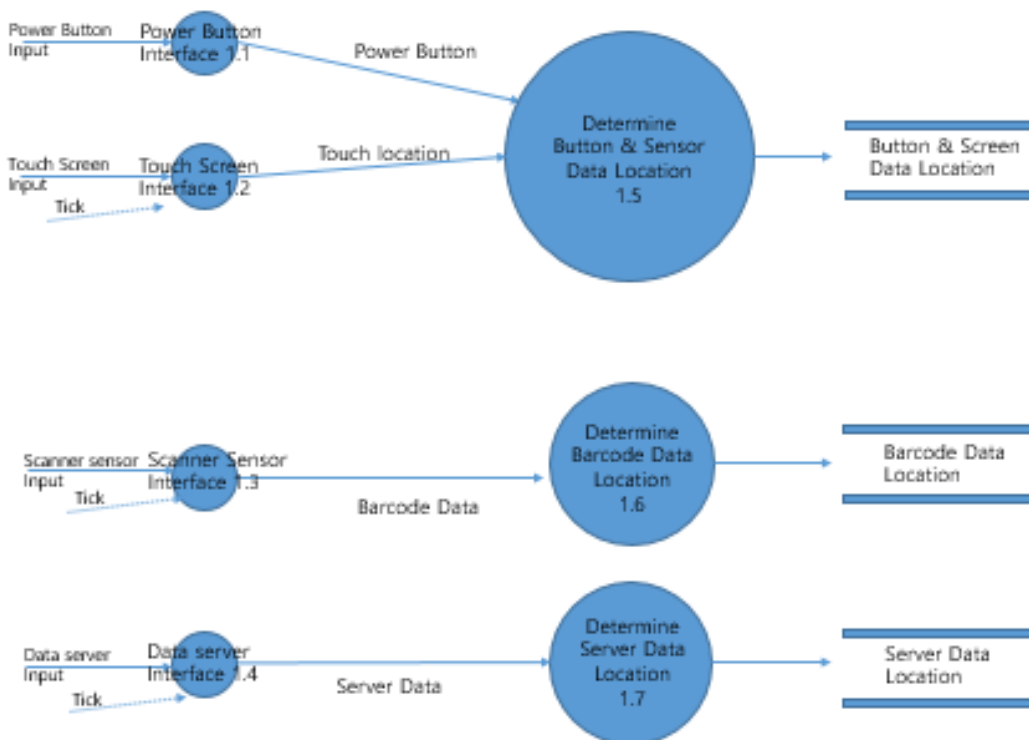 Power Button
Input
Power Button
Interface 1.1
Power Button
Touch Screen
Input
Tick
Touch Screen
Interface 1.2
Touch location
Determine
Button & Sensor
Data Location
1.5
Button & Screen
Data Location
Scanner sensor
Input
Tick
Scanner Sensor
Interface 1.3
Barcode Data
Determine
Barcode Data
Location
1.6
Barcode Data
Location
Data server
Input
Tick
Data server
Interface 1.4
Server Data
Determine
Server Data
Location
1.7
Server Data
Location